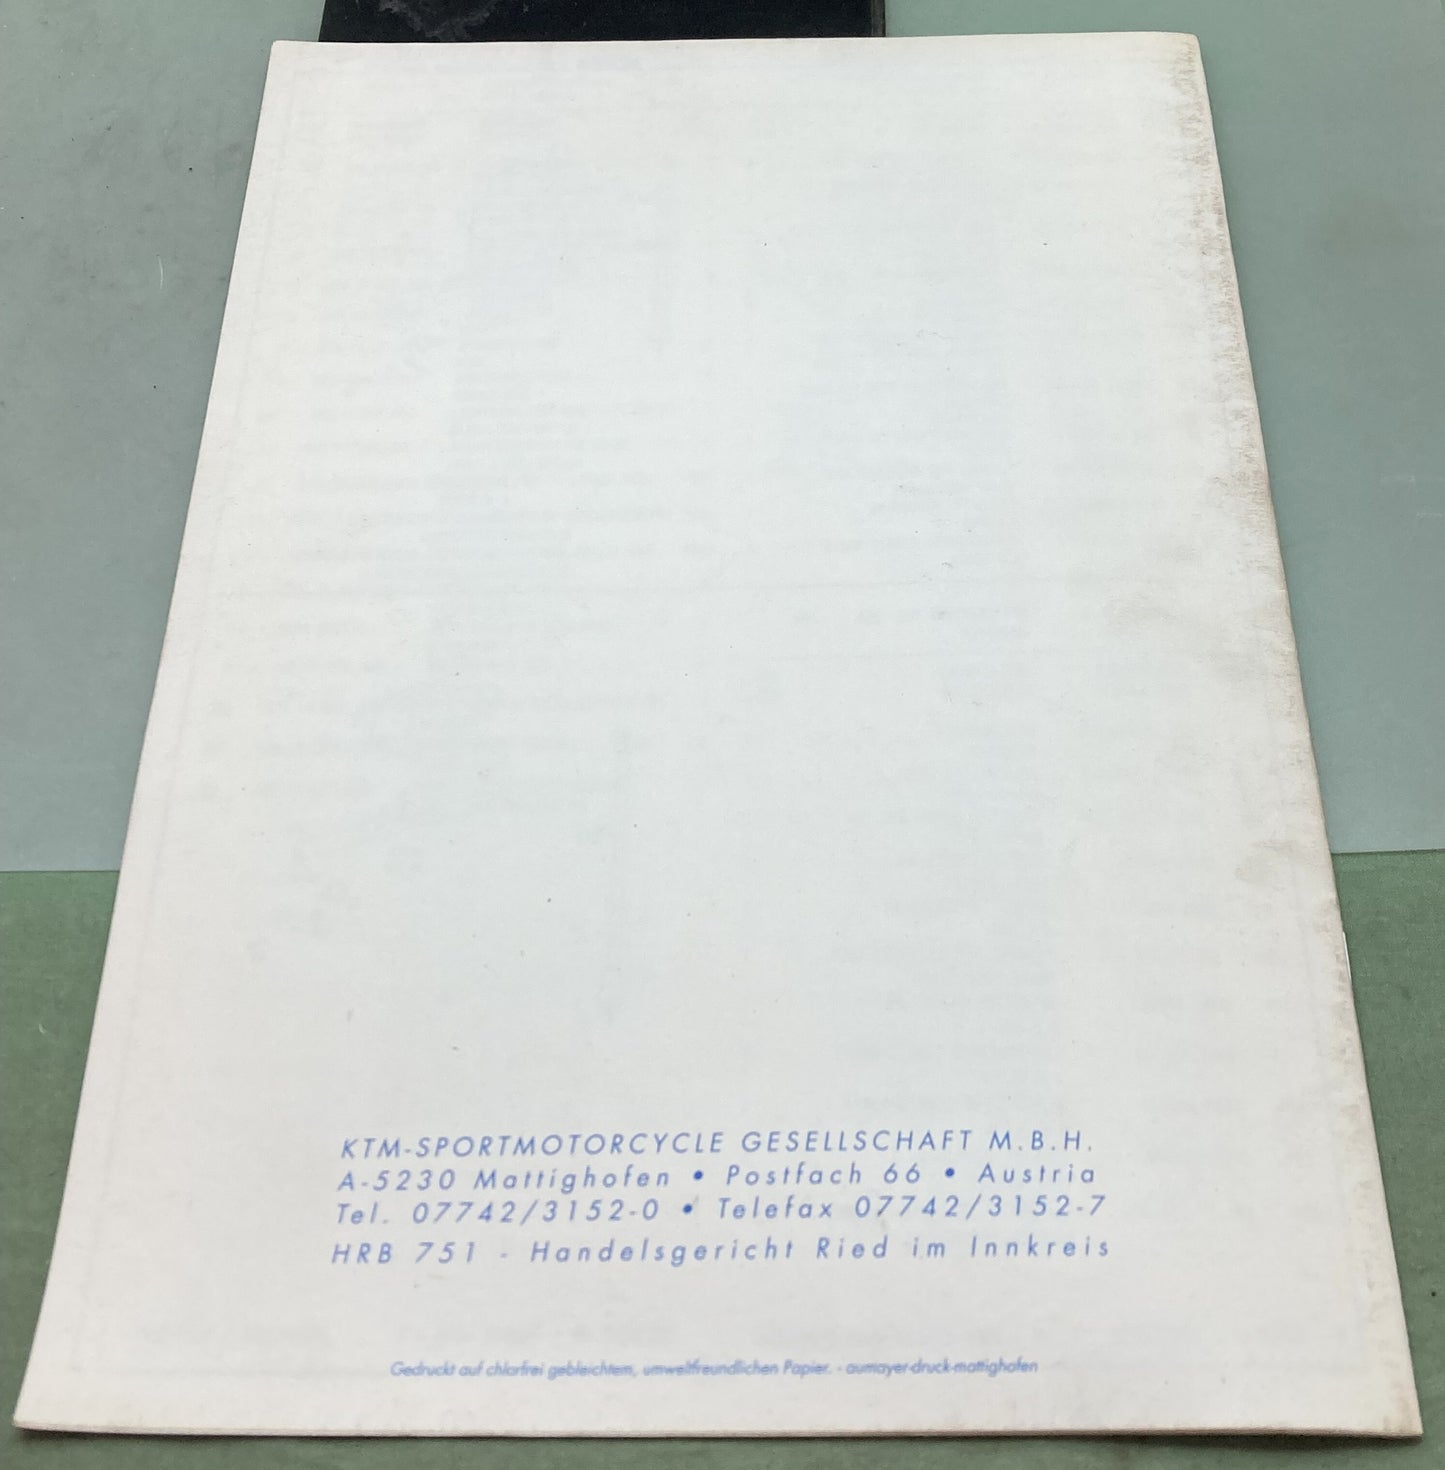 KTM-SPORTMOTORCYCLE GESELLSCHAFT M.B.H.
A-5230 Mattighofen • Postfach 66 • Austria
Tel. 07742/3152-0 • Telefax 07742/3152-7
HRB 751 - Handelsgericht Ried im Innkreis
Gedruckt auf chlorfrei gebleichtem, umweltfreundlichen Papier. - aumayer-druck-mattighofen